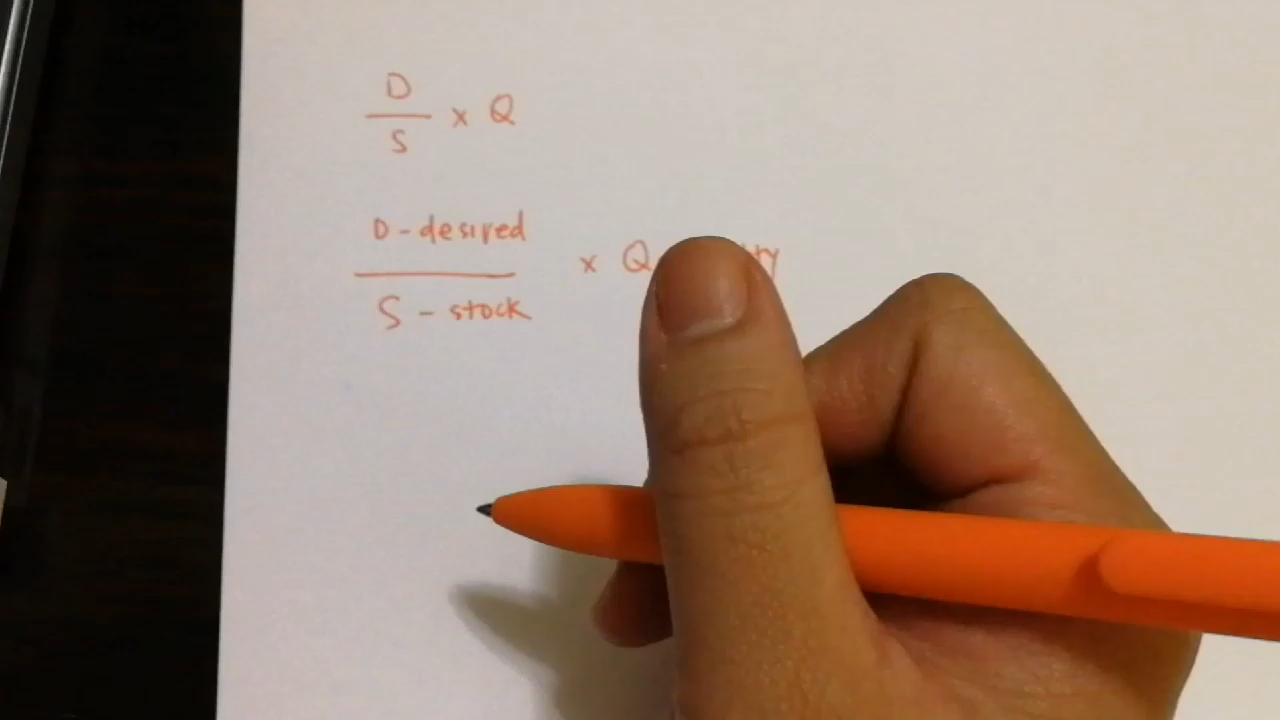 D
S × Q
D - desired
S - stock × Q